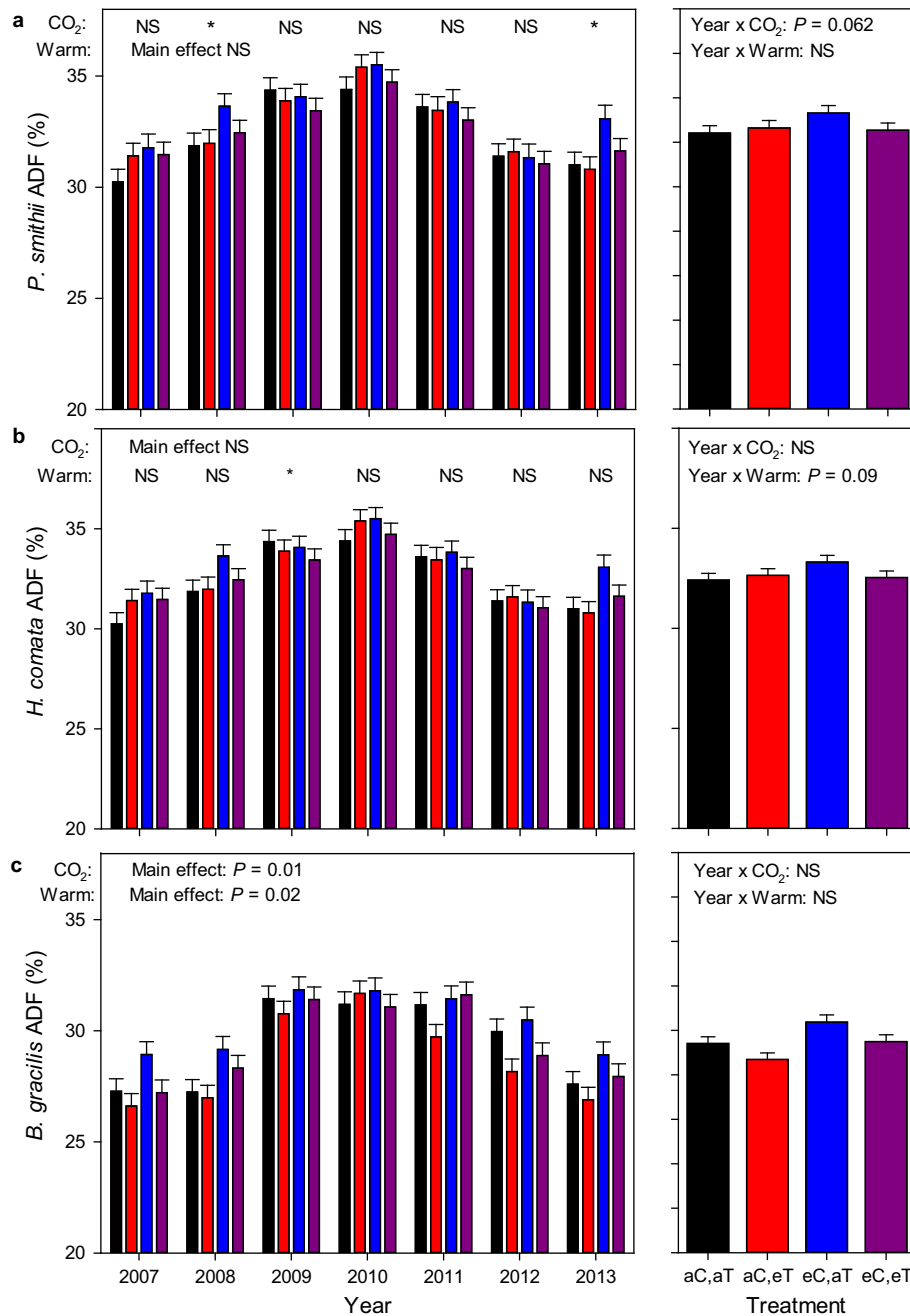 a
CO₂: NS * NS NS NS NS *
Warm: Main effect NS
35
30
25
20
P. smithii ADF (%)
Year x CO₂: P = 0.062
Year x Warm: NS
b
CO₂: Main effect NS
Warm: NS NS * NS NS NS NS
35
30
25
20
H. comata ADF (%)
Year x CO₂: NS
Year x Warm: P = 0.09
c
CO₂: Main effect: P = 0.01
Warm: Main effect: P = 0.02
35
30
25
20
B. gracilis ADF (%)
2007 2008 2009 2010 2011 2012 2013
Year
Year x CO₂: NS
Year x Warm: NS
aC,aT aC,eT eC,aT eC,eT
Treatment